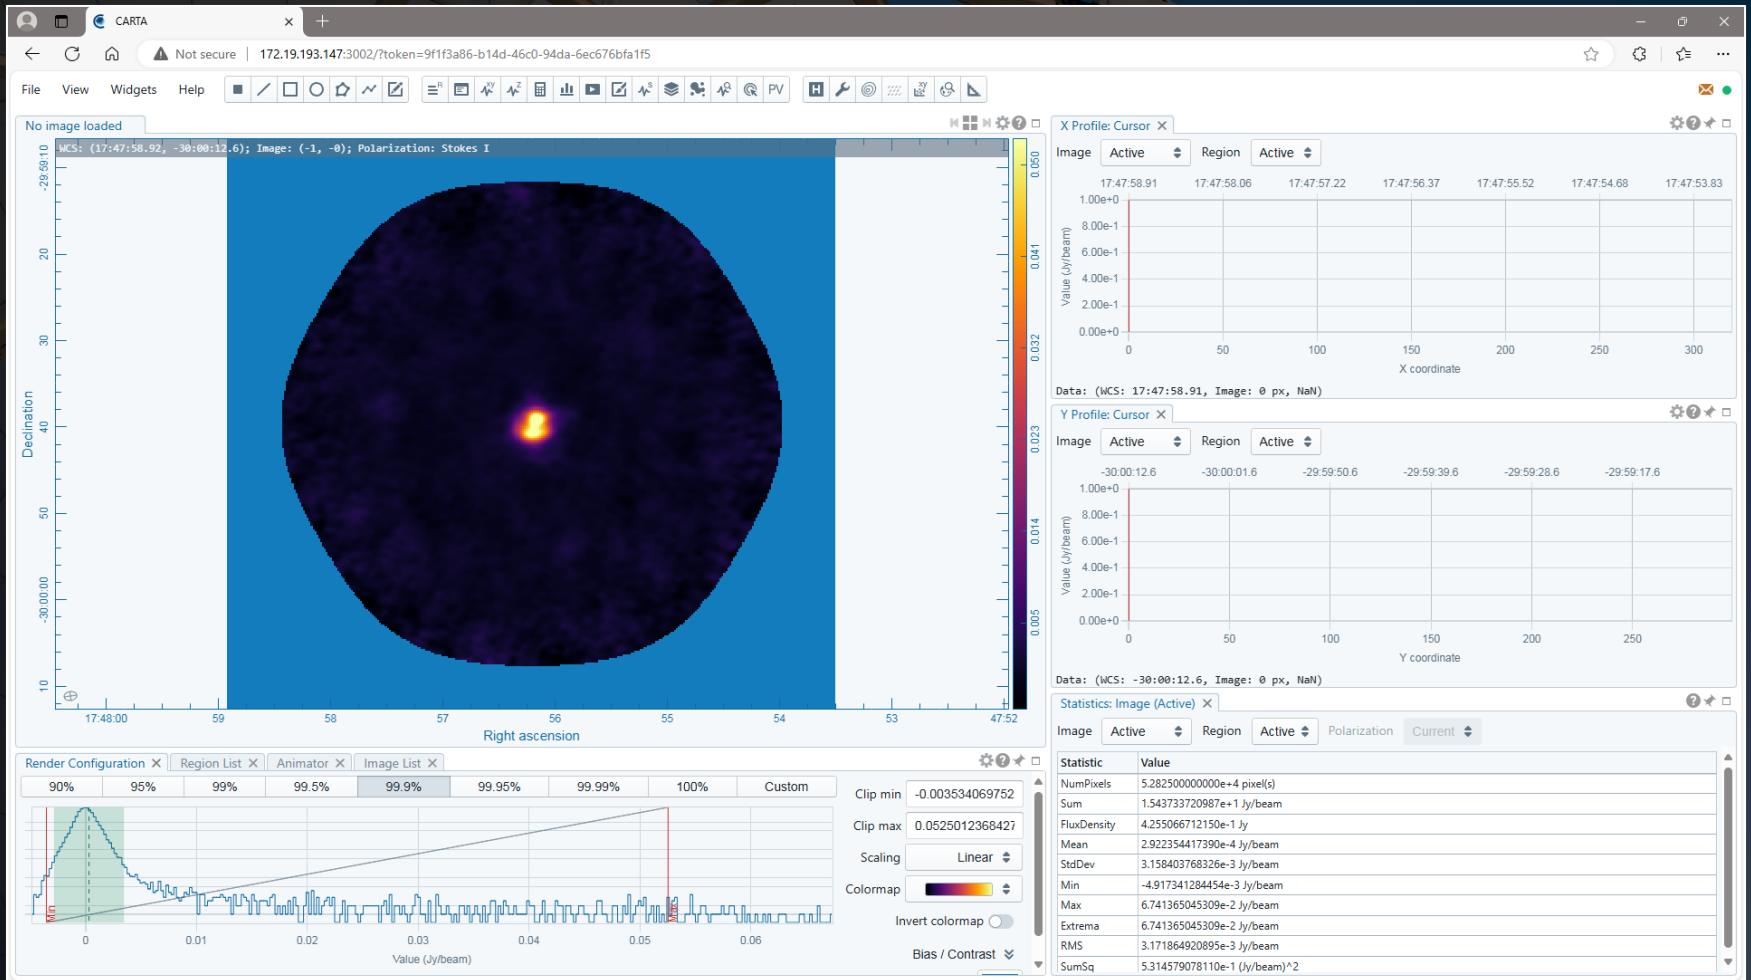 CARTA
Not secure 172.19.193.147:3002/?token=9f1f3a86-b14d-46c0-94da-6ec676bfa1f5
File View Widgets Help PV
No image loaded
WCS: (17:47:58.92, -30:00:12.6); Image: (-1, -0); Polarization: Stokes I
-29:59:10
20
30
40
50
-30:00:00
10
Declination
17:48:00 59 58 57 56 55 54 53 47:52
Right ascension
0.050
0.041
0.032
0.023
0.014
0.005
X Profile: Cursor
Image Active Region Active
17:47:58.91 17:47:58.06 17:47:57.22 17:47:56.37 17:47:55.52 17:47:54.68 17:47:53.83
1.00e+0
8.00e-1
6.00e-1
4.00e-1
2.00e-1
0.00e+0
Value (Jy/beam)
0 50 100 150 200 250 300
X coordinate
Data: (WCS: 17:47:58.91, Image: 0 px, NaN)
Y Profile: Cursor
Image Active Region Active
-30:00:12.6 -30:00:01.6 -29:59:50.6 -29:59:39.6 -29:59:28.6 -29:59:17.6
1.00e+0
8.00e-1
6.00e-1
4.00e-1
2.00e-1
0.00e+0
Value (Jy/beam)
0 50 100 150 200 250
Y coordinate
Data: (WCS: -30:00:12.6, Image: 0 px, NaN)
Render Configuration Region List Animator Image List
90% 95% 99% 99.5% 99.9% 99.95% 99.99% 100% Custom
Min
Max
0 0.01 0.02 0.03 0.04 0.05 0.06
Value (Jy/beam)
Clip min -0.003534069752
Clip max 0.0525012368427
Scaling Linear
Colormap
Invert colormap
Bias / Contrast
Statistics: Image (Active)
Image Active Region Active Polarization Current
Statistic Value
NumPixels 5.282500000000e+4 pixel(s)
Sum 1.543733720987e+1 Jy/beam
FluxDensity 4.255066712150e-1 Jy
Mean 2.922354417390e-4 Jy/beam
StdDev 3.158403768326e-3 Jy/beam
Min -4.917341284454e-3 Jy/beam
Max 6.741365045309e-2 Jy/beam
Extrema 6.741365045309e-2 Jy/beam
RMS 3.171864920895e-3 Jy/beam
SumSq 5.314579078110e-1 (Jy/beam)^2